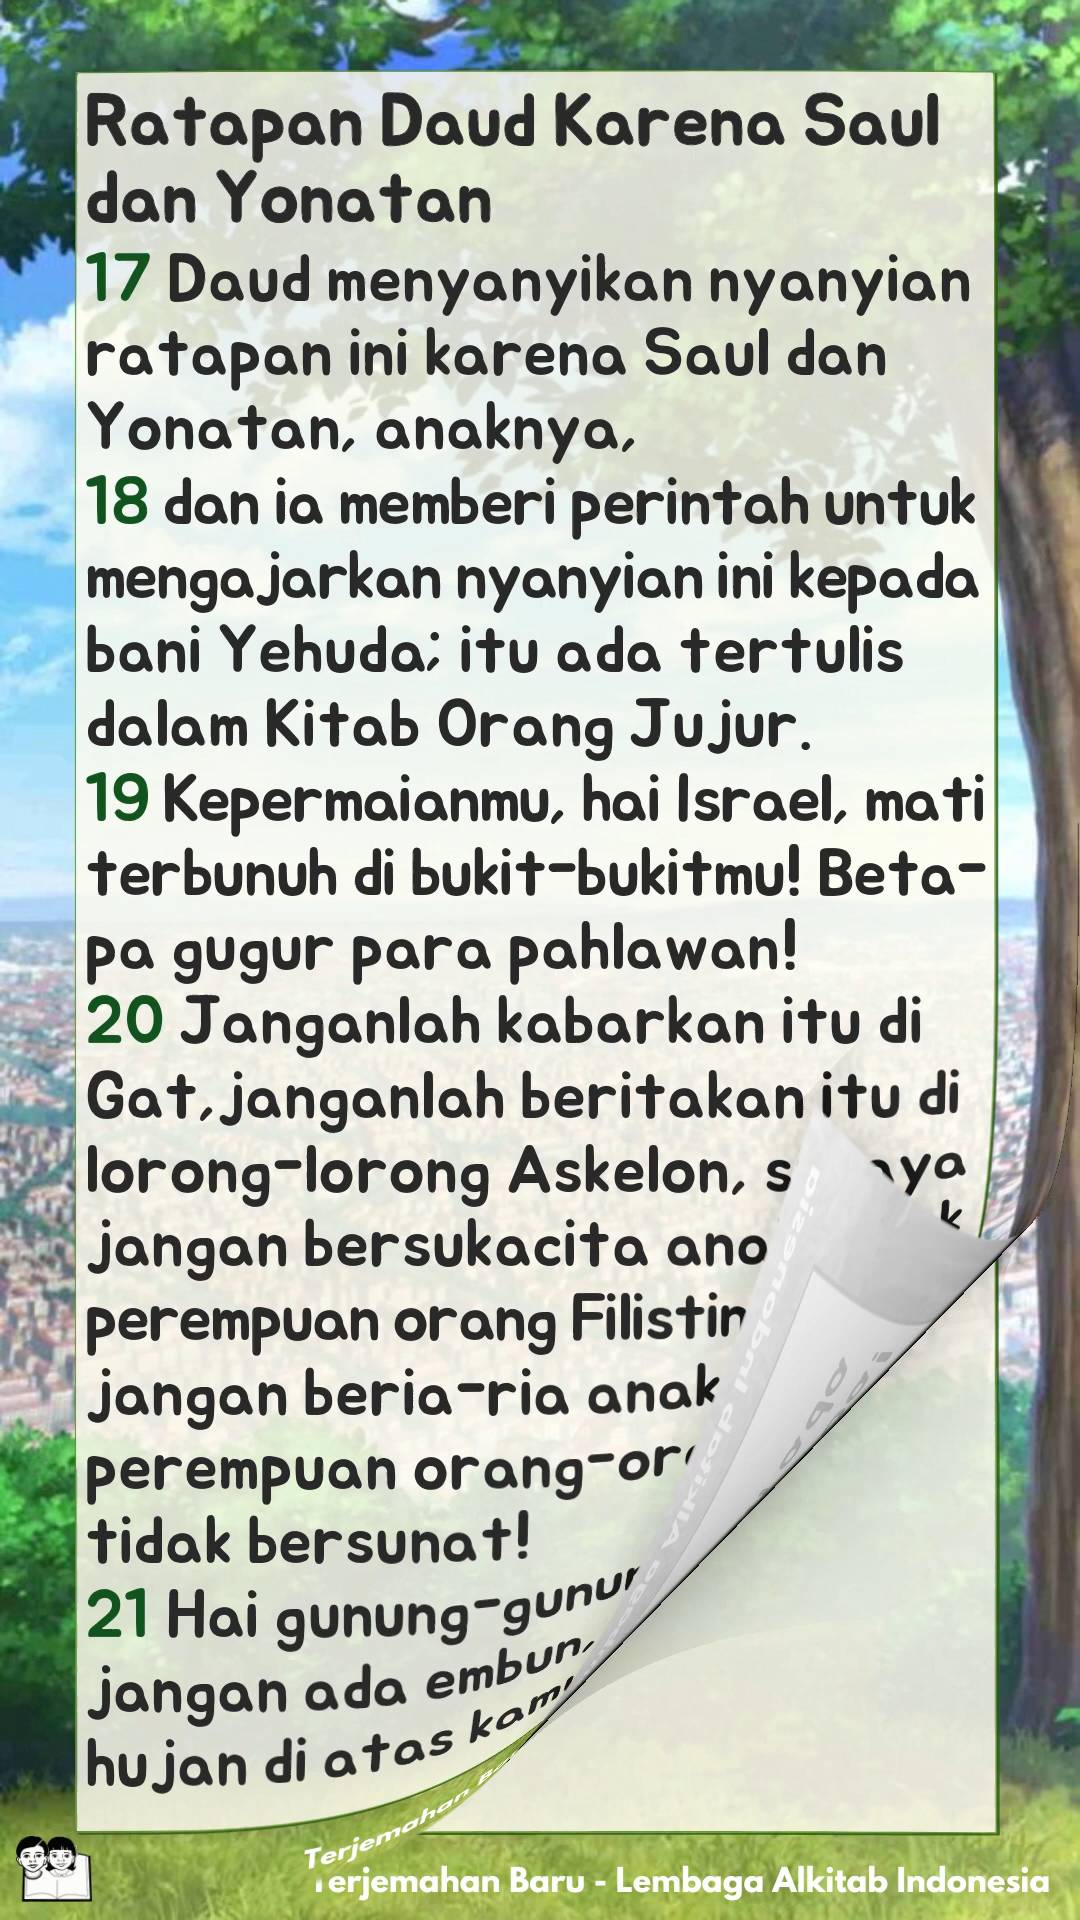 Ratapan Daud Karena Saul
dan Yonatan
17 Daud menyanyikan nyanyian
ratapan ini karena Saul dan
Yonatan, anaknya,
18 dan ia memberi perintah untuk
mengajarkan nyanyian ini kepada
bani Yehuda; itu ada tertulis
dalam Kitab Orang Jujur.
19 Kepermaianmu, hai Israel, mati
terbunuh di bukit-bukitmu! Beta-
pa gugur para pahlawan!
20 Janganlah kabarkan itu di
Gat, janganlah beritakan itu di
lorong-lorong Askelon,
jangan bersukacita
perempuan orang
jangan beria-ria anak
perempuan
tidak bersunat!
21 Hai
jangan ada embun,
hujan di atas
Terjemahan
Terjemahan Baru - Lembaga Alkitab Indonesia